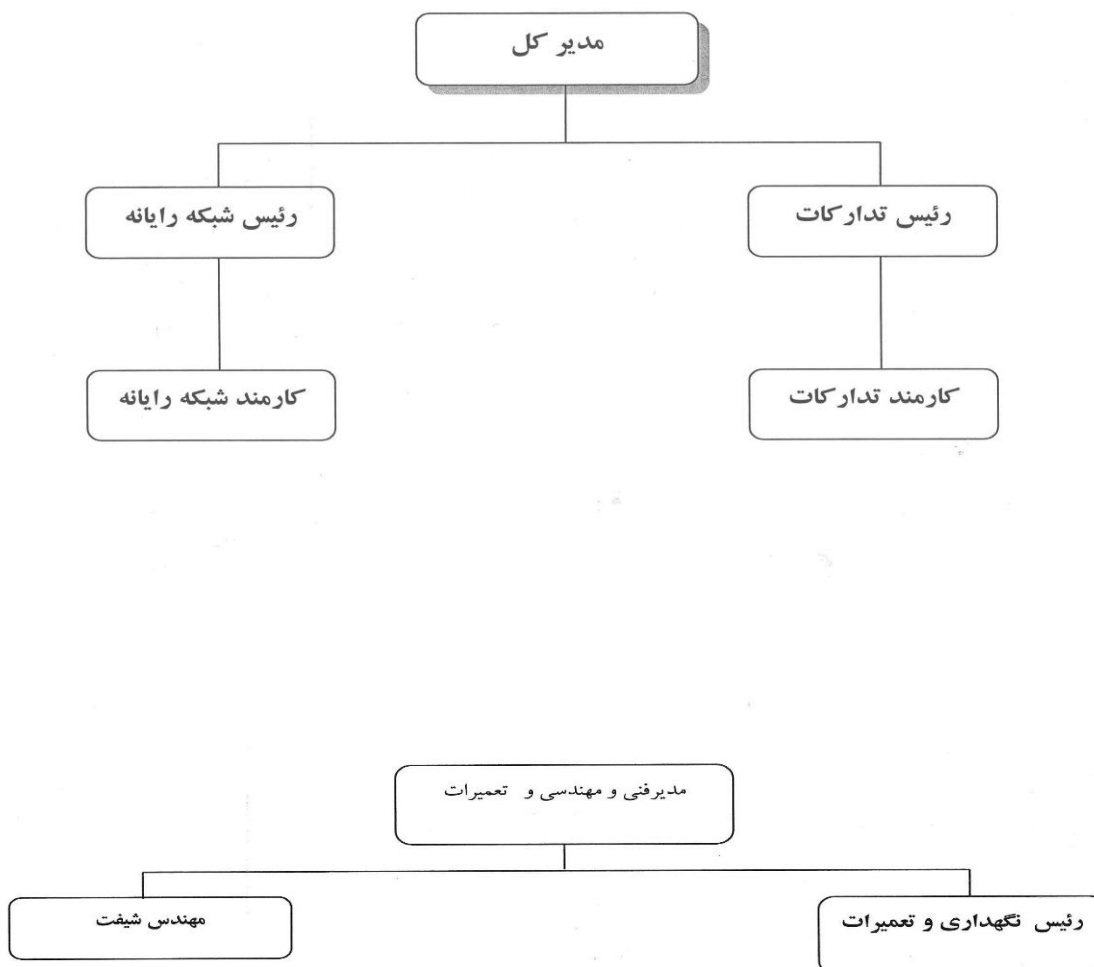 مدیر کل
رئیس تدارکات
رئیس شبکه رایانه
کارمند تدارکات
کارمند شبکه رایانه
مدیرفنی و مهندسی و تعمیرات
رئیس نگهداری و تعمیرات
مهندس شیفت